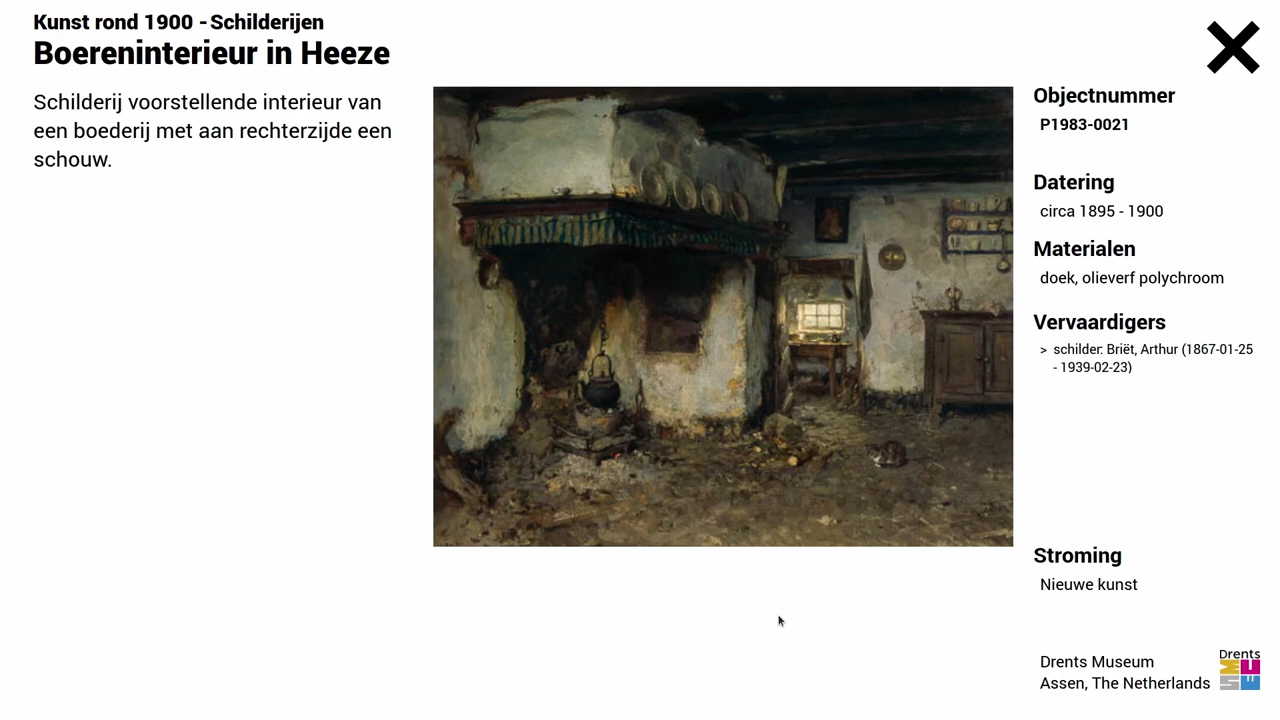 Kunst rond 1900 - Schilderijen
Boereninterieur in Heeze
Schilderij voorstellende interieur van
een boederij met aan rechterzijde een
schouw.
Objectnummer
P1983-0021
Datering
circa 1895 - 1900
Materialen
doek, olieverf polychroom
Vervaardigers
> schilder: Briët, Arthur (1867-01-25
- 1939-02-23)
Stroming
Nieuwe kunst
Drents Museum
Assen, The Netherlands
Drents
MUSE